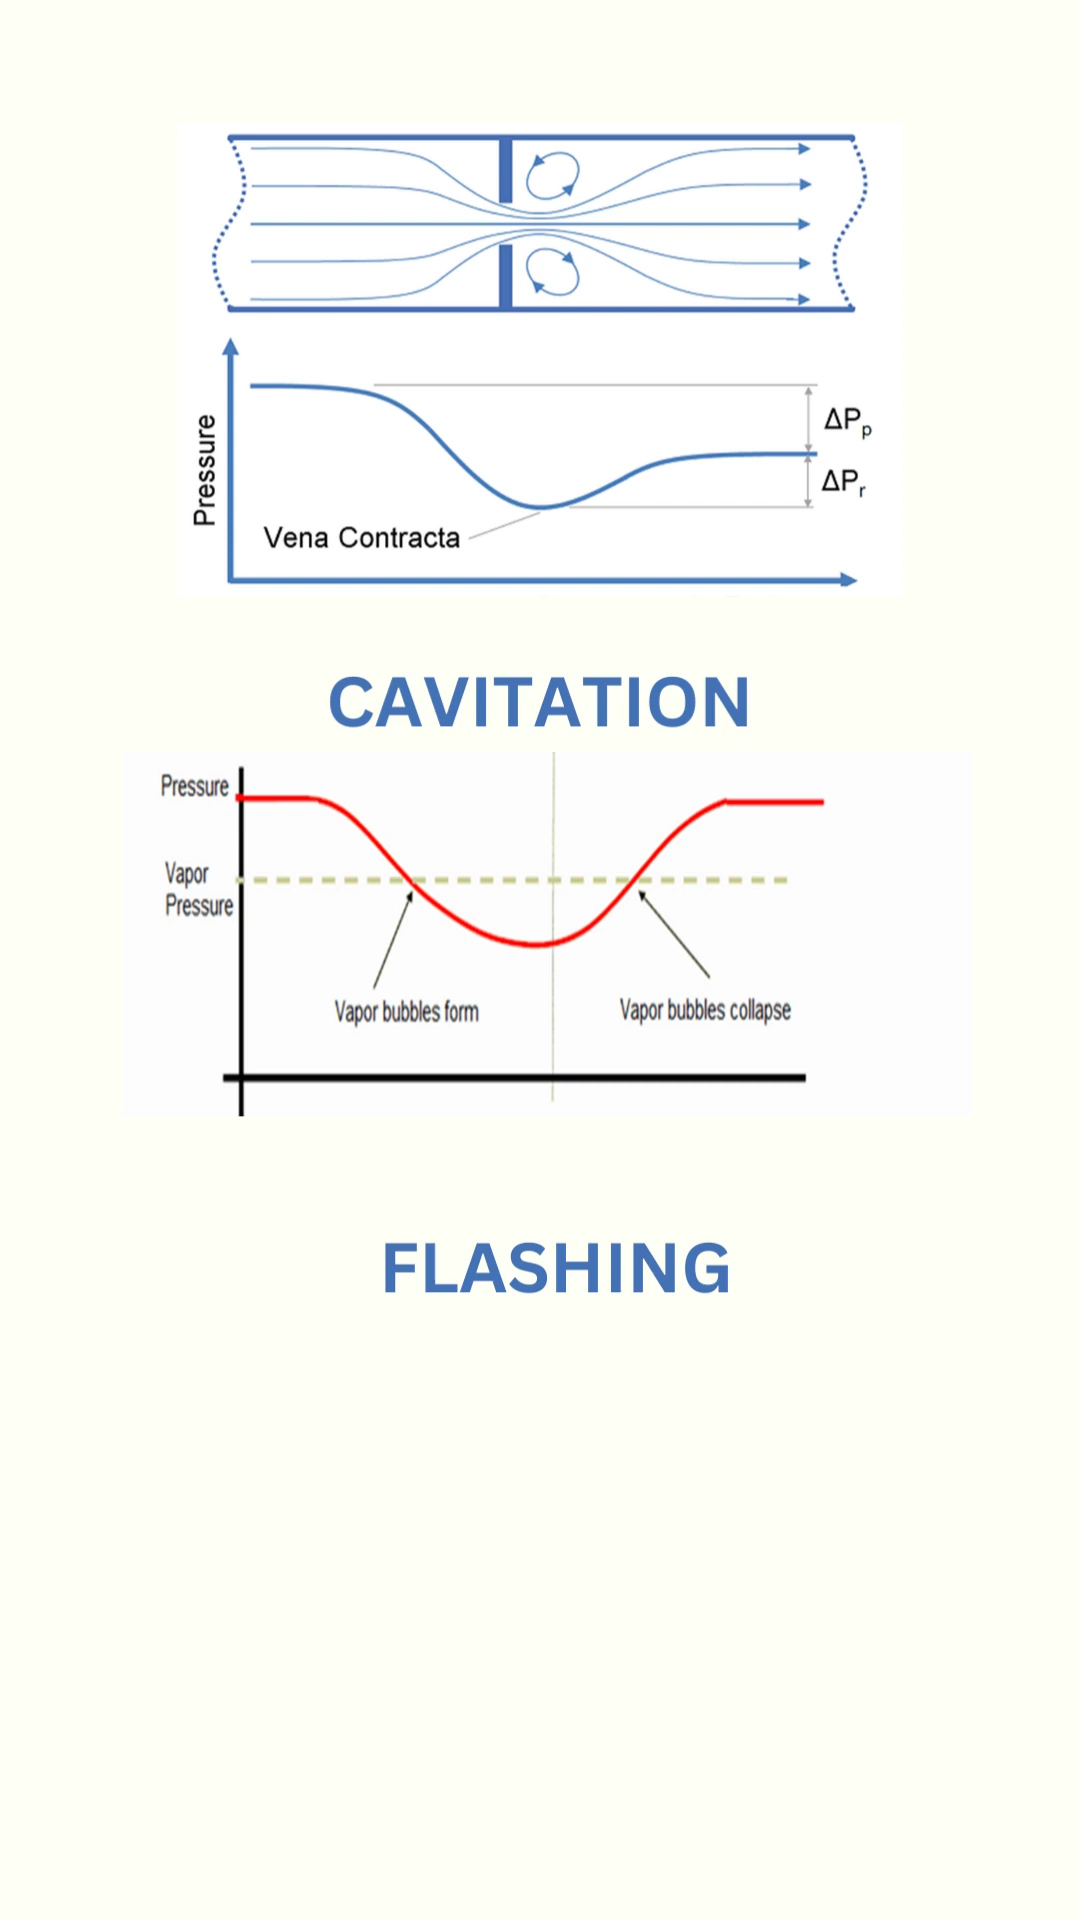 Pressure
ΔPp
ΔPr
Vena Contracta
CAVITATION
Pressure
Vapor
Pressure
Vapor bubbles form
Vapor bubbles collapse
FLASHING